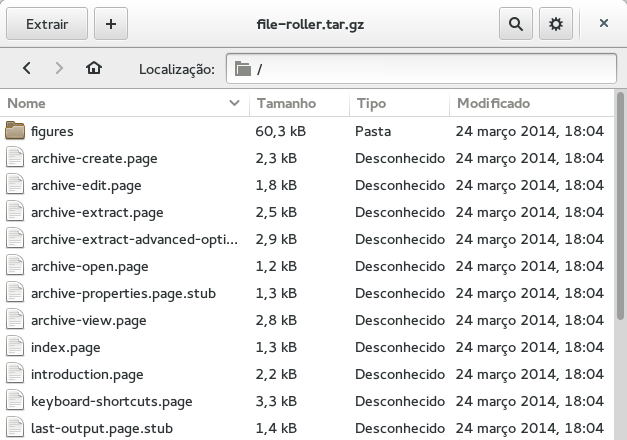 Extrair + file-roller.tar.gz
Localização: /
Nome Tamanho Tipo Modificado
figures 60,3 kB Pasta 24 março 2014, 18:04
archive-create.page 2,3 kB Desconhecido 24 março 2014, 18:04
archive-edit.page 1,8 kB Desconhecido 24 março 2014, 18:04
archive-extract.page 2,5 kB Desconhecido 24 março 2014, 18:04
archive-extract-advanced-opti... 2,9 kB Desconhecido 24 março 2014, 18:04
archive-open.page 1,2 kB Desconhecido 24 março 2014, 18:04
archive-properties.page.stub 1,3 kB Desconhecido 24 março 2014, 18:04
archive-view.page 2,8 kB Desconhecido 24 março 2014, 18:04
index.page 1,3 kB Desconhecido 24 março 2014, 18:04
introduction.page 2,2 kB Desconhecido 24 março 2014, 18:04
keyboard-shortcuts.page 3,3 kB Desconhecido 24 março 2014, 18:04
last-output.page.stub 1,4 kB Desconhecido 24 março 2014, 18:04